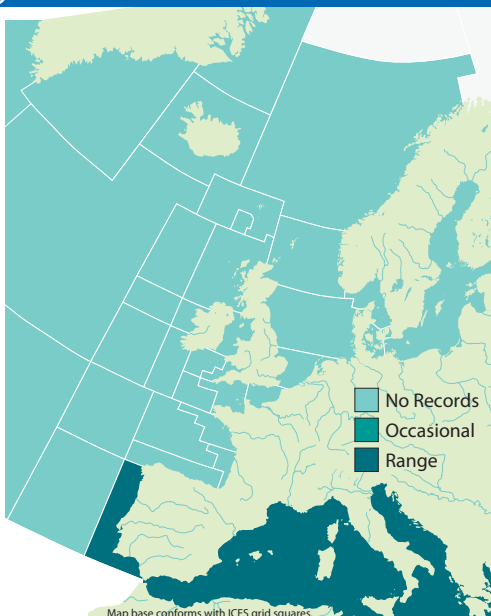 No Records
Occasional
Range
Map base conforms with ICES grid squares.